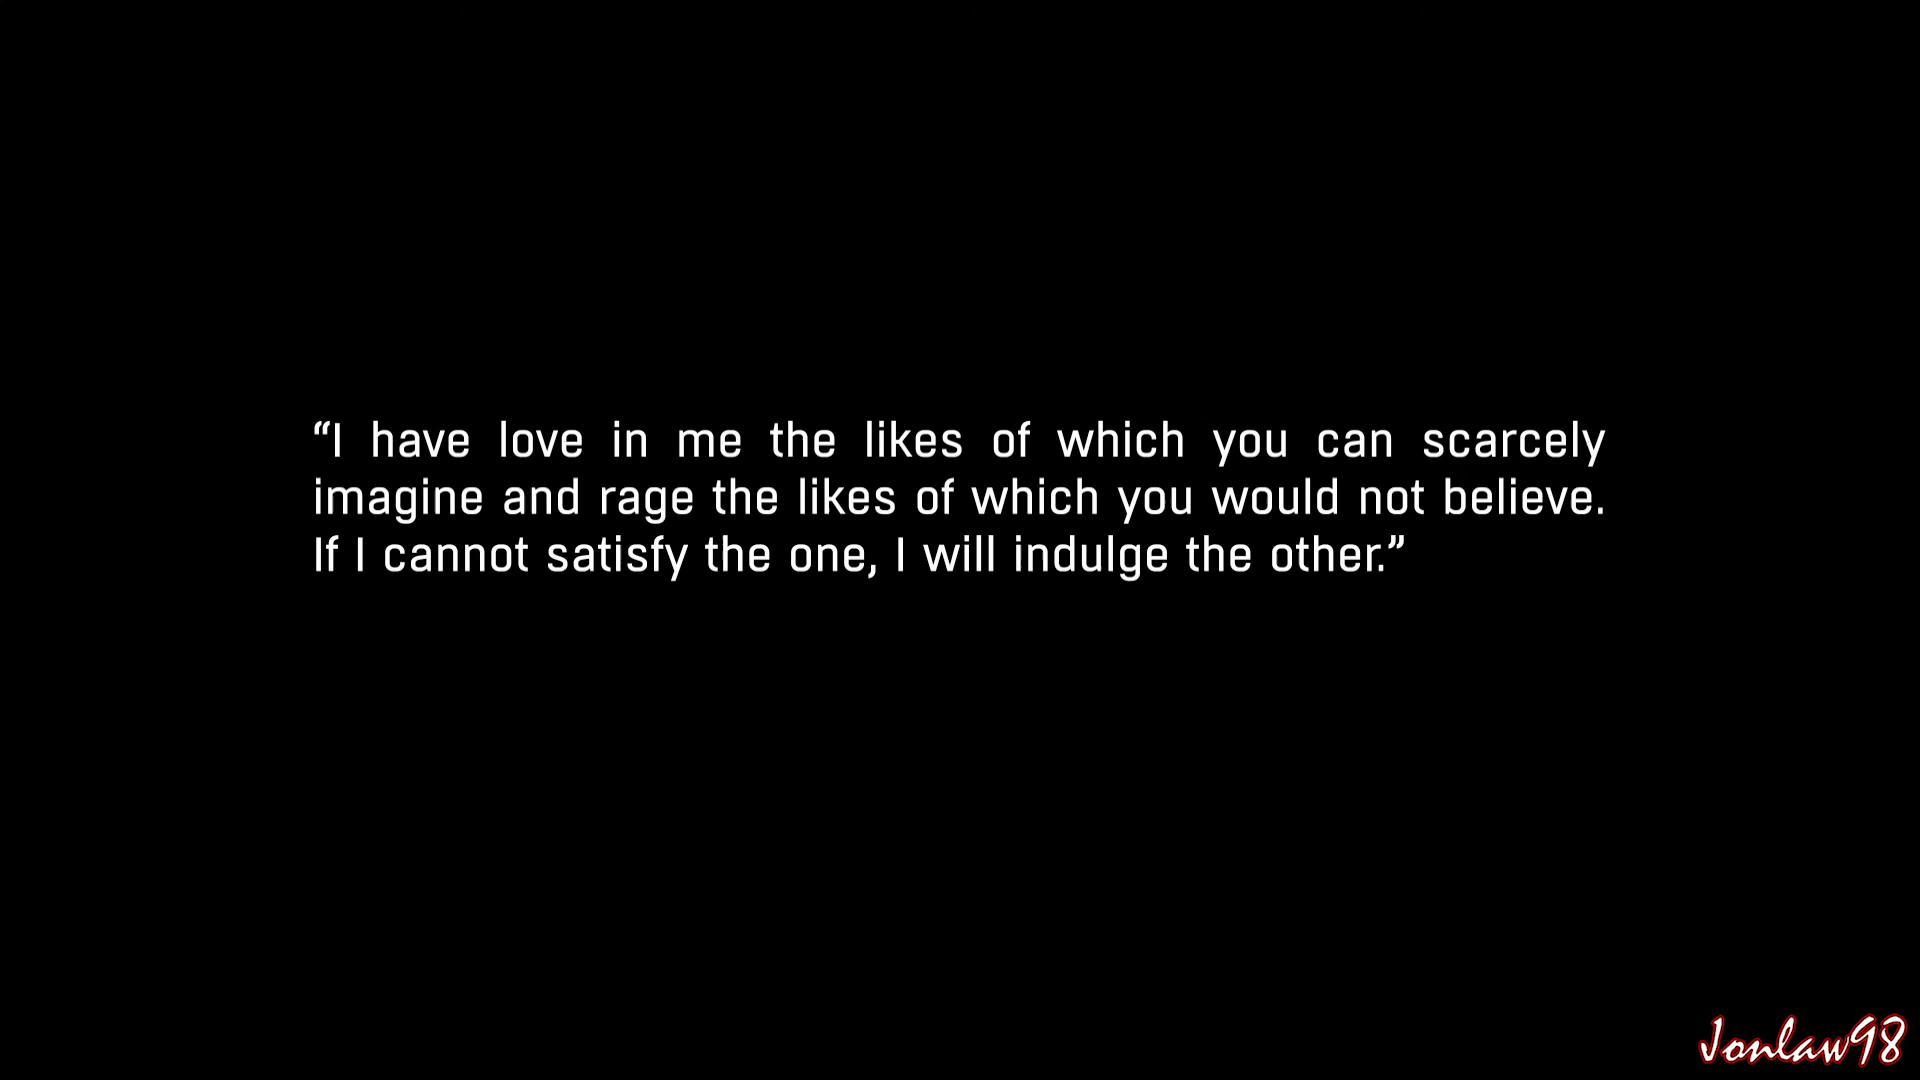 “I have love in me the likes of which you can scarcely
imagine and rage the likes of which you would not believe.
If I cannot satisfy the one, I will indulge the other.”
Jonlaw98